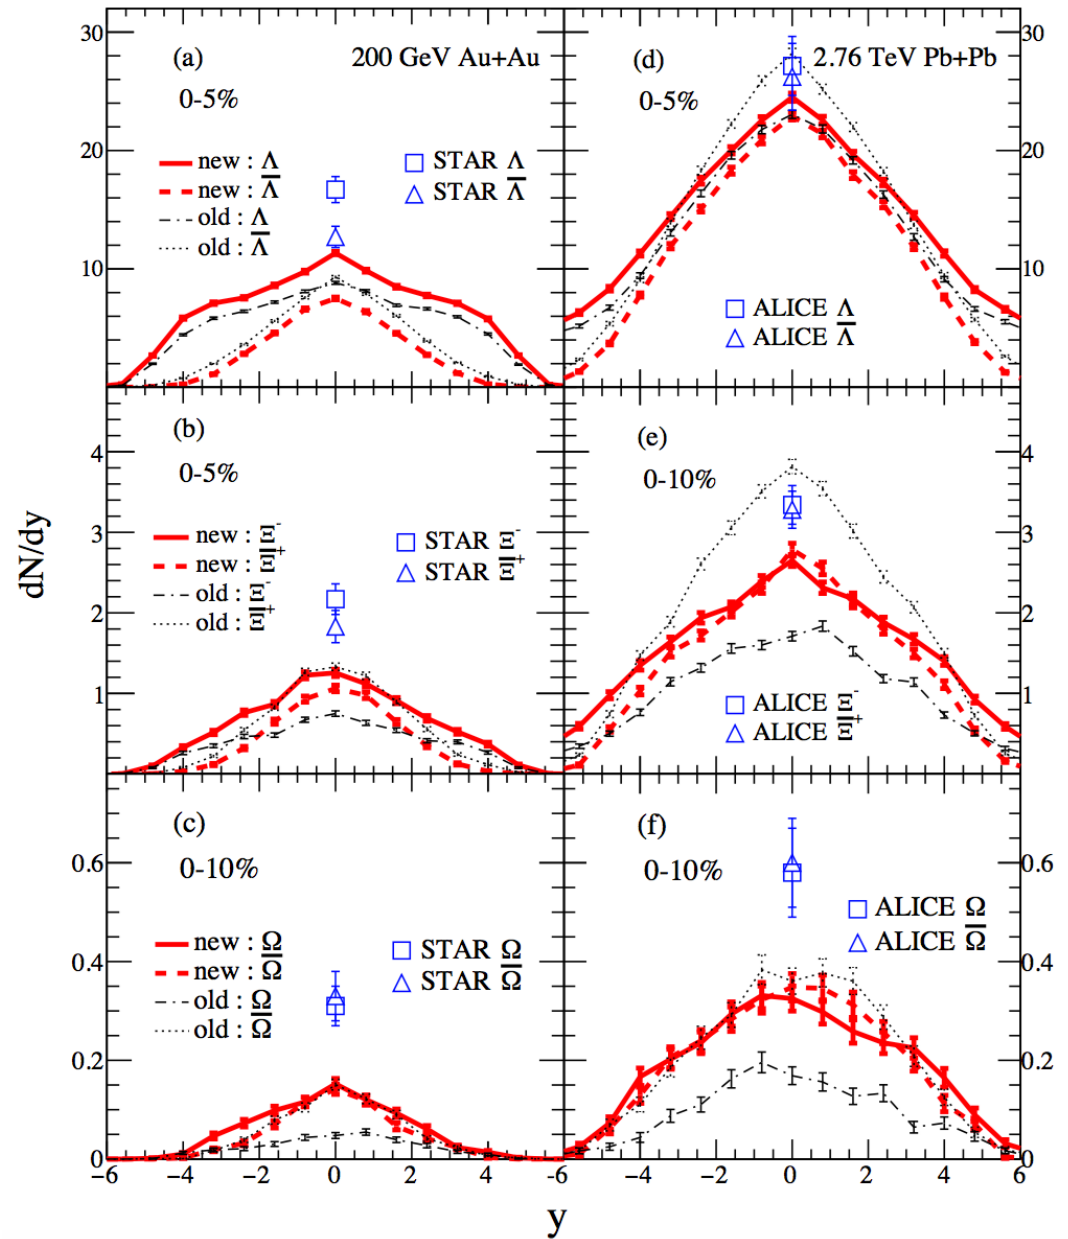 (a) 200 GeV Au+Au
0-5%
new : Λ
new : Λ̅
old : Λ
old : Λ̅
STAR Λ
STAR Λ̅
30
20
10
(d) 2.76 TeV Pb+Pb
0-5%
ALICE Λ
ALICE Λ̅
30
20
10
(b)
0-5%
new : Ξ⁻
new : Ξ̅⁺
old : Ξ⁻
old : Ξ̅⁺
STAR Ξ⁻
STAR Ξ̅⁺
4
3
2
1
(e)
0-10%
ALICE Ξ⁻
ALICE Ξ̅⁺
4
3
2
1
dN/dy
(c)
0-10%
new : Ω
new : Ω̅
old : Ω
old : Ω̅
STAR Ω
STAR Ω̅
0.6
0.4
0.2
0
(f)
0-10%
ALICE Ω
ALICE Ω̅
0.6
0.4
0.2
0
−6 −4 −2 0 2 4 −6 −4 −2 0 2 4 6
y